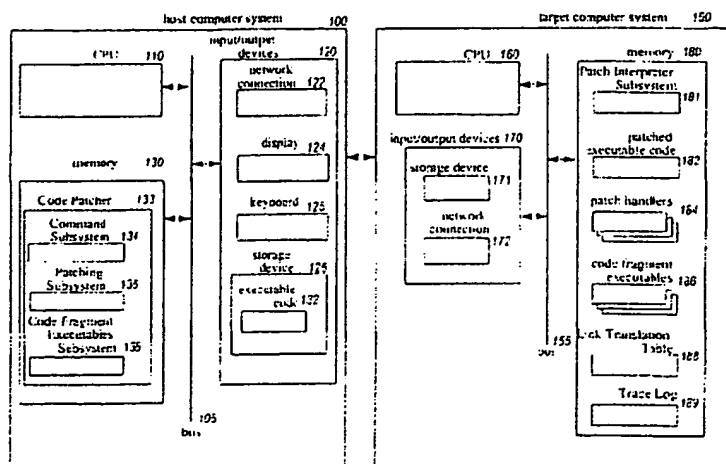 host computer system 100
CPU 110
input/output devices 120
network connection 122
display 124
keyboard 125
storage device 126
executable code 132
memory 130
Code Patcher 133
Command Subsystem 134
Patching Subsystem 135
Code Fragment Executables Subsystem 136
105
bus
target computer system 150
CPU 160
input/output devices 170
storage device 171
network connection 172
155
bus
memory 180
Patch Interpreter Subsystem 181
patched executable code 182
patch handlers 184
code fragment executables 186
Translation Table 188
Trace Log 189